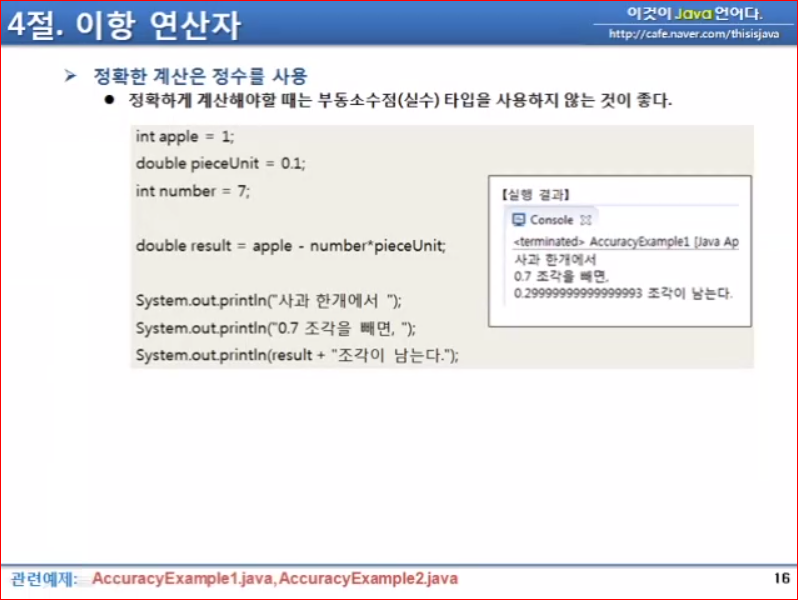 4절. 이항 연산자
이것이 Java 언어다.
http://cafe.naver.com/thisisjava
➢ 정확한 계산은 정수를 사용
● 정확하게 계산해야할 때는 부동소수점(실수) 타입을 사용하지 않는 것이 좋다.
int apple = 1;
double pieceUnit = 0.1;
int number = 7;
double result = apple - number*pieceUnit;
System.out.println("사과 한개에서 ");
System.out.println("0.7 조각을 빼면, ");
System.out.println(result + "조각이 남는다.");
【실행 결과】
Console
<terminated> AccuracyExample1 [Java Ap
사과 한개에서
0.7 조각을 빼면,
0.29999999999999993 조각이 남는다.
관련예제: AccuracyExample1.java, AccuracyExample2.java
16